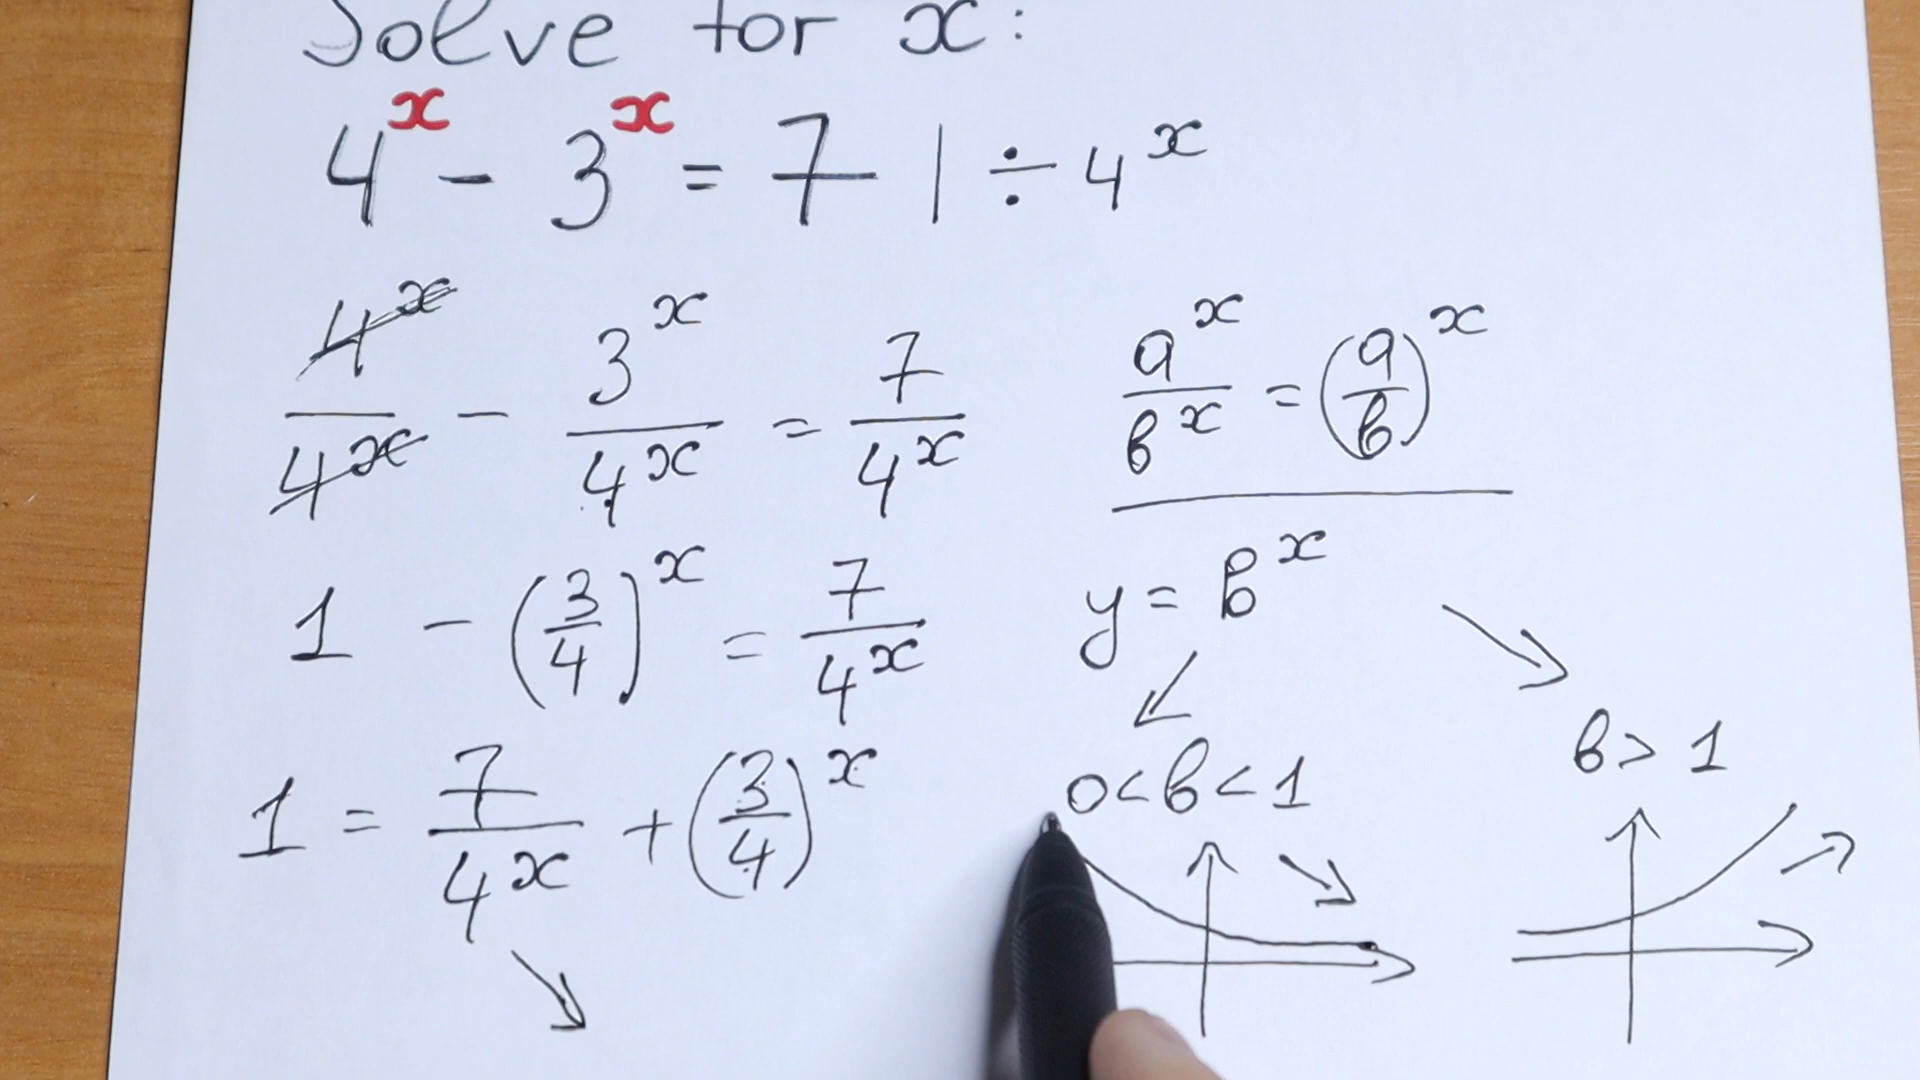 Solve for x:
4^x - 3^x = 7 | ÷ 4^x
4^x/4^x - 3^x/4^x = 7/4^x
1 - (3/4)^x = 7/4^x
1 = 7/4^x + (3/4)^x
a^x/b^x = (a/b)^x
y = b^x
0 < b < 1
b > 1